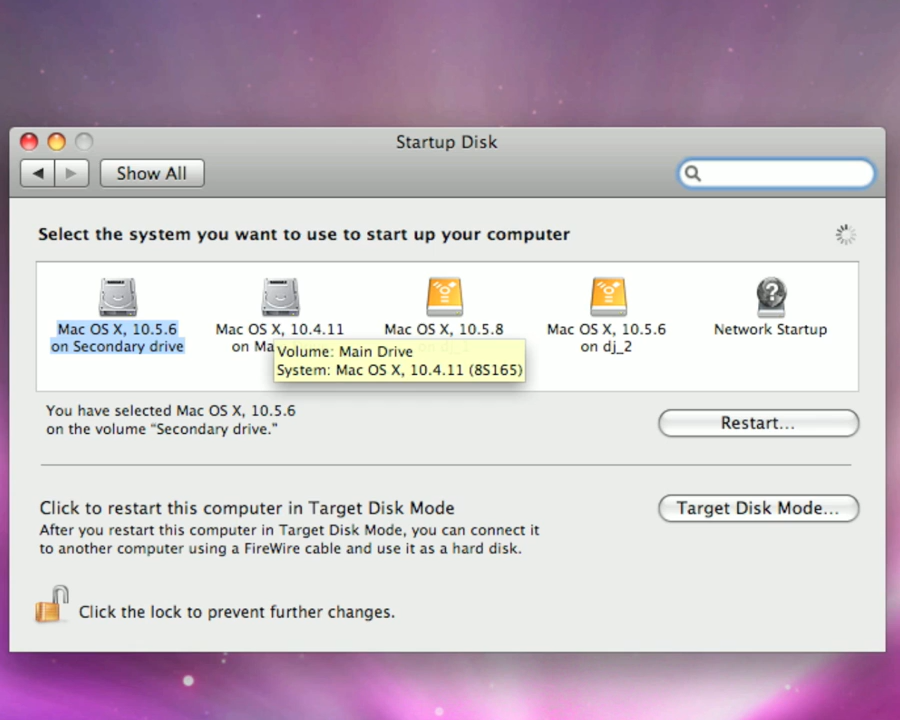 Startup Disk
Show All
Select the system you want to use to start up your computer
Mac OS X, 10.5.6
on Secondary drive
Mac OS X, 10.4.11
on Ma
Mac OS X, 10.5.8
on dj_1
Mac OS X, 10.5.6
on dj_2
Network Startup
Volume: Main Drive
System: Mac OS X, 10.4.11 (8S165)
You have selected Mac OS X, 10.5.6
on the volume “Secondary drive.”
Restart...
Click to restart this computer in Target Disk Mode
After you restart this computer in Target Disk Mode, you can connect it
to another computer using a FireWire cable and use it as a hard disk.
Target Disk Mode...
Click the lock to prevent further changes.